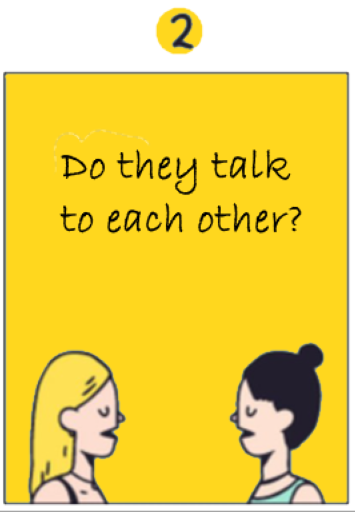 2
Do they talk
to each other?